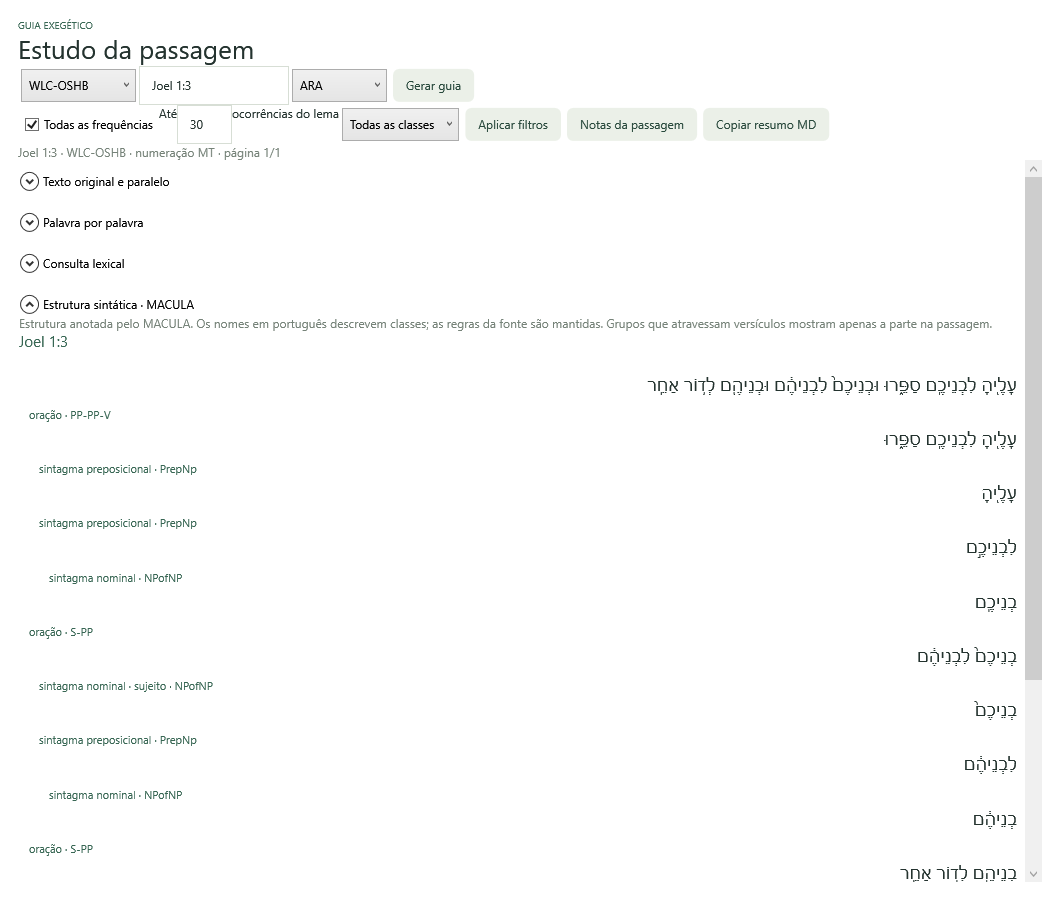 GUIA EXEGÉTICO
Estudo da passagem
WLC-OSHB Joel 1:3 ARA Gerar guia
Todas as frequências Até 30 ocorrências do lema Todas as classes Aplicar filtros Notas da passagem Copiar resumo MD
Joel 1:3 · WLC-OSHB · numeração MT · página 1/1
Texto original e paralelo
Palavra por palavra
Consulta lexical
Estrutura sintática · MACULA
Estrutura anotada pelo MACULA. Os nomes em português descrevem classes; as regras da fonte são mantidas. Grupos que atravessam versículos mostram apenas a parte na passagem.
Joel 1:3
עָלֶ֖יהָ לִבְנֵיכֶ֣ם סַפֵּ֑רוּ וּבְנֵיכֶם֙ לִבְנֵיהֶ֔ם וּבְנֵיהֶ֖ם לְד֥וֹר אַחֵֽר
oração · PP-PP-V
עָלֶ֖יהָ לִבְנֵיכֶ֣ם סַפֵּ֑רוּ
sintagma preposicional · PrepNp
עָלֶ֖יהָ
sintagma preposicional · PrepNp
לִבְנֵיכֶ֣ם
sintagma nominal · NPofNP
בְנֵיכֶ֣ם
oração · S-PP
בְנֵיכֶם֙ לִבְנֵיהֶ֔ם
sintagma nominal · sujeito · NPofNP
בְנֵיכֶם֙
sintagma preposicional · PrepNp
לִבְנֵיהֶ֔ם
sintagma nominal · NPofNP
בְנֵיהֶ֔ם
oração · S-PP
בְנֵיהֶ֖ם לְד֥וֹר אַחֵֽר